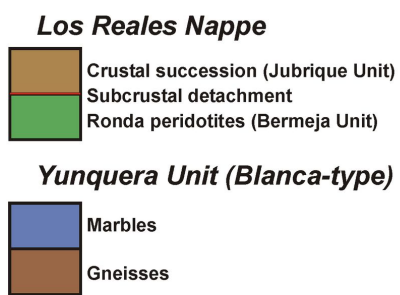 Los Reales Nappe
Crustal succession (Jubrique Unit)
Subcrustal detachment
Ronda peridotites (Bermeja Unit)
Yunquera Unit (Blanca-type)
Marbles
Gneisses